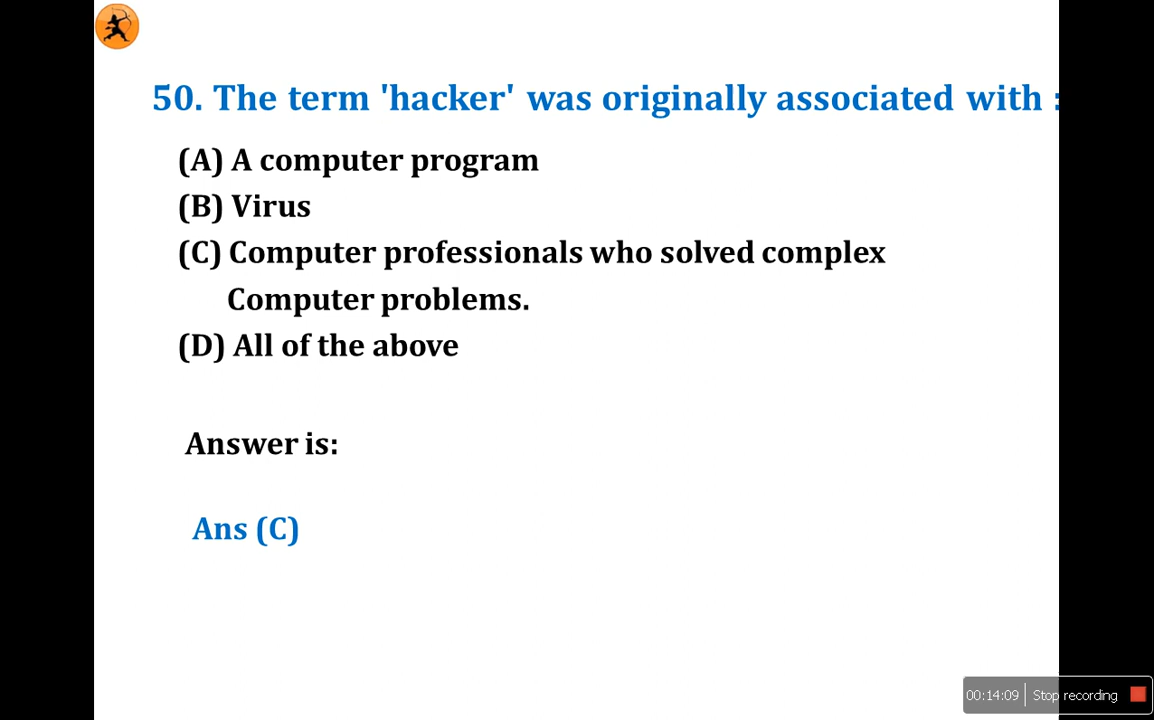 50. The term 'hacker' was originally associated with :
(A) A computer program
(B) Virus
(C) Computer professionals who solved complex
Computer problems.
(D) All of the above
Answer is:
Ans (C)
00:14:09 Stop recording